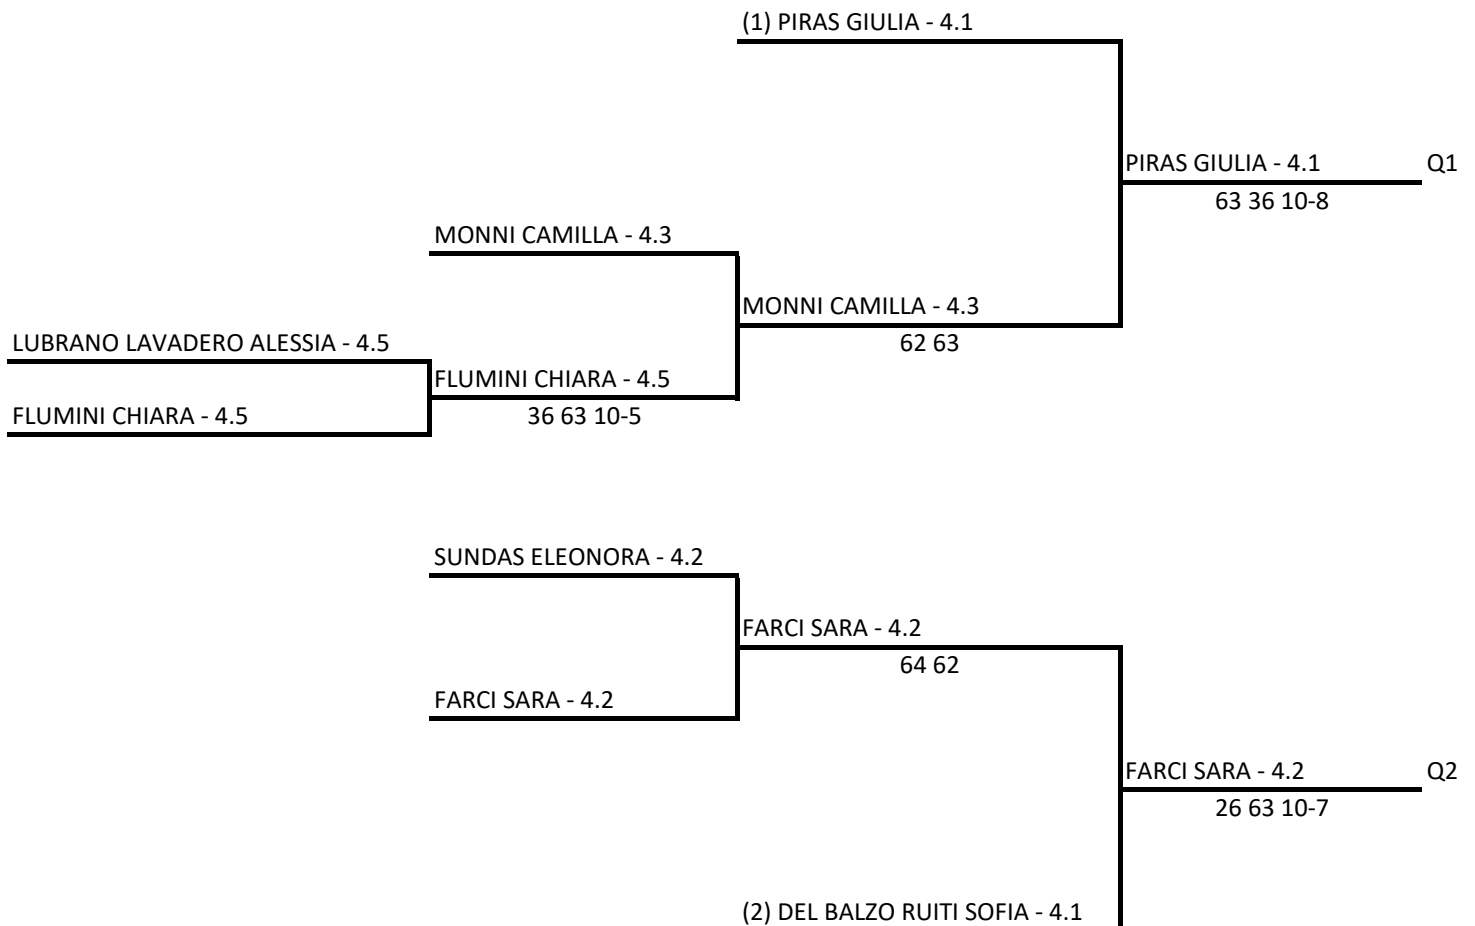 (1) PIRAS GIULIA - 4.1
PIRAS GIULIA - 4.1 Q1
63 36 10-8
MONNI CAMILLA - 4.3
MONNI CAMILLA - 4.3
62 63
LUBRANO LAVADERO ALESSIA - 4.5
FLUMINI CHIARA - 4.5
36 63 10-5
FLUMINI CHIARA - 4.5
SUNDAS ELEONORA - 4.2
FARCI SARA - 4.2
64 62
FARCI SARA - 4.2
FARCI SARA - 4.2 Q2
26 63 10-7
(2) DEL BALZO RUITI SOFIA - 4.1